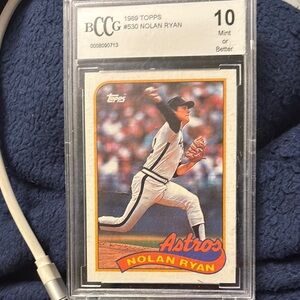 BCCG
0008090713
1989 TOPPS
#530 NOLAN RYAN
10
Mint
or
Better
Topps
Astros
NOLAN RYAN